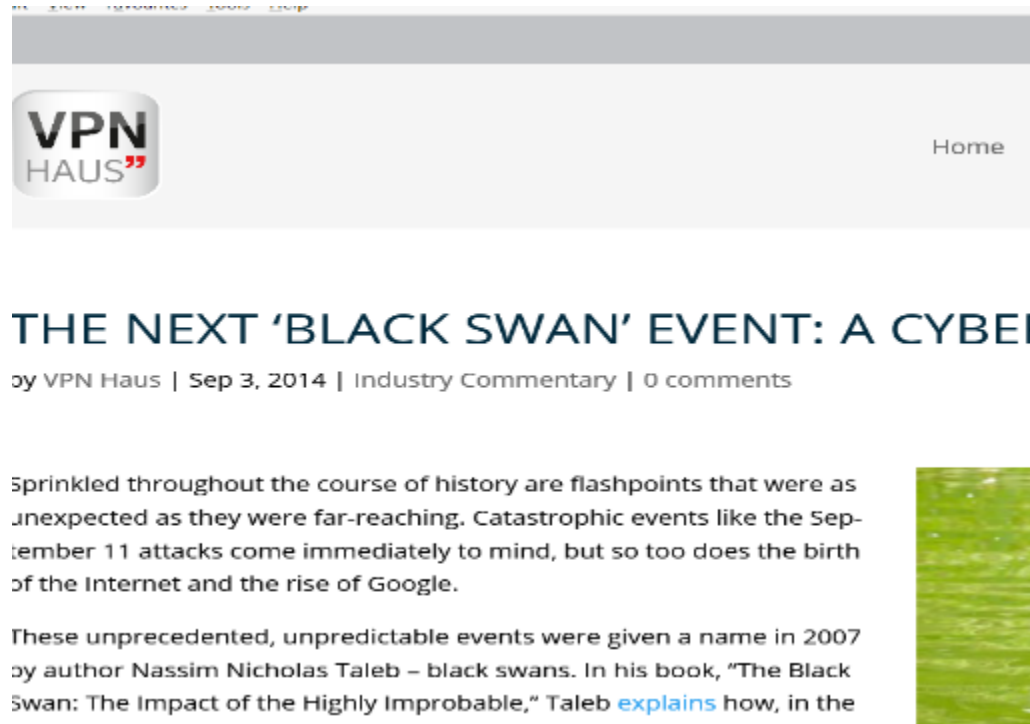 View Favourites Tools Help
VPN
HAUS”
Home
THE NEXT ‘BLACK SWAN’ EVENT: A CYBE
by VPN Haus | Sep 3, 2014 | Industry Commentary | 0 comments
Sprinkled throughout the course of history are flashpoints that were as
unexpected as they were far-reaching. Catastrophic events like the Sep-
tember 11 attacks come immediately to mind, but so too does the birth
of the Internet and the rise of Google.
These unprecedented, unpredictable events were given a name in 2007
by author Nassim Nicholas Taleb – black swans. In his book, “The Black
Swan: The Impact of the Highly Improbable,” Taleb explains how, in the